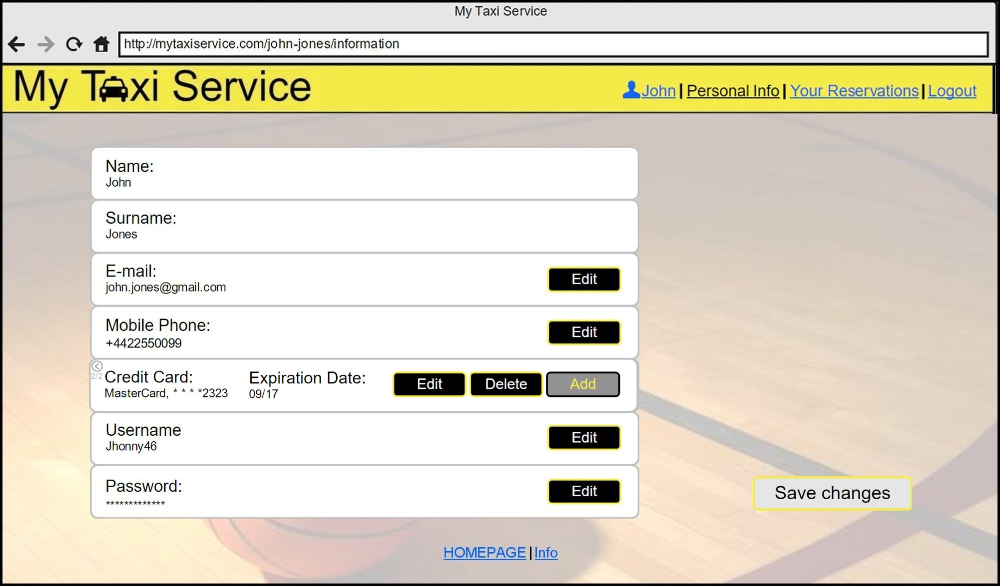 My Taxi Service
http://mytaxiservice.com/john-jones/information
My Taxi Service
John | Personal Info | Your Reservations | Logout
Name:
John
Surname:
Jones
E-mail:
john.jones@gmail.com
Edit
Mobile Phone:
+4422550099
Edit
2/2
Credit Card:
MasterCard, * * * *2323
Expiration Date:
09/17
Edit
Delete
Add
Username
Jhonny46
Edit
Password:
*************
Edit
Save changes
HOMEPAGE | Info